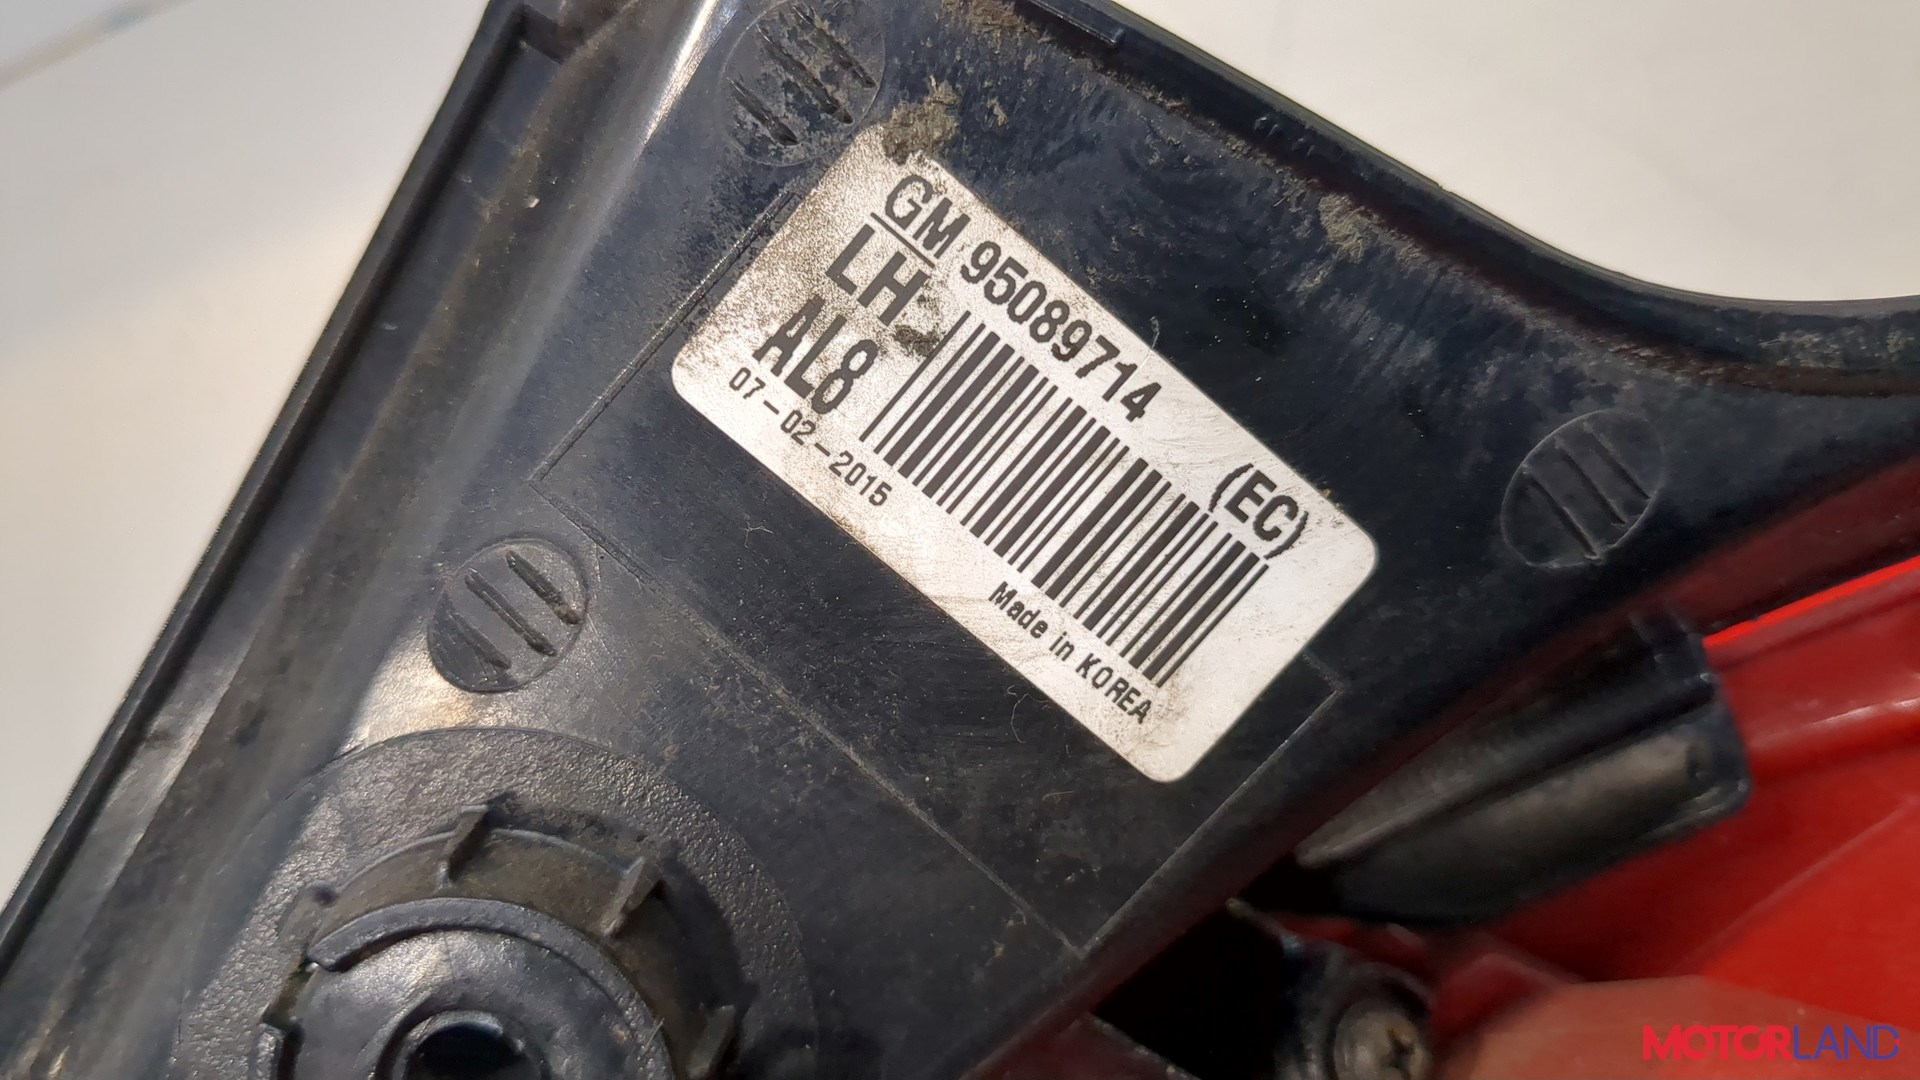 GM 95089714 (EC)
LH
AL8
07-02-2015
Made in KOREA
MOTORLAND